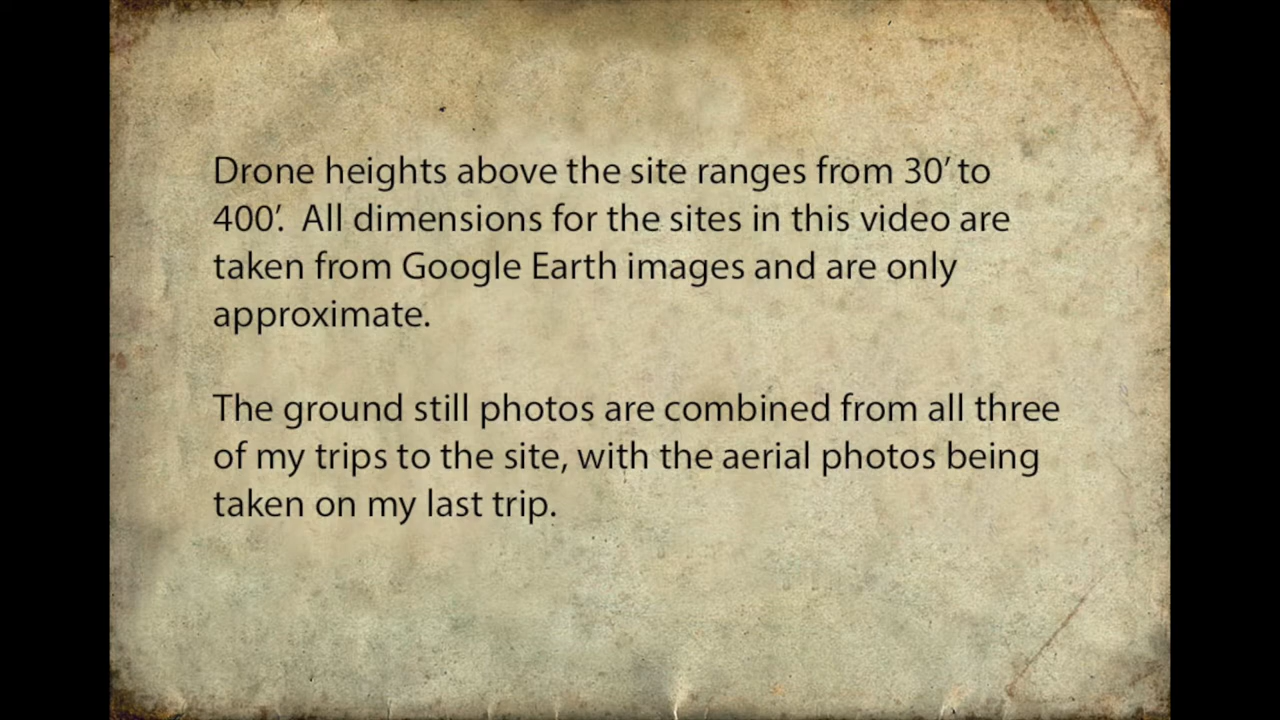 Drone heights above the site ranges from 30’ to
400’.  All dimensions for the sites in this video are
taken from Google Earth images and are only
approximate.
The ground still photos are combined from all three
of my trips to the site, with the aerial photos being
taken on my last trip.